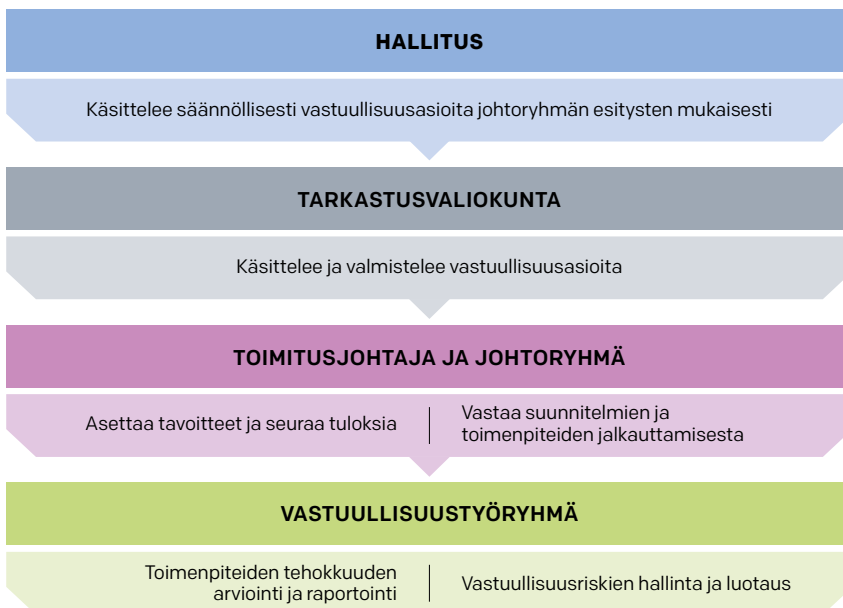 HALLITUS
Käsittelee säännöllisesti vastuullisuusasioita johtoryhmän esitysten mukaisesti
TARKASTUSVALIOKUNTA
Käsittelee ja valmistelee vastuullisuusasioita
TOIMITUSJOHTAJA JA JOHTORYHMÄ
Asettaa tavoitteet ja seuraa tuloksia
Vastaa suunnitelmien ja
toimenpiteiden jalkauttamisesta
VASTUULLISUUSTYÖRYHMÄ
Toimenpiteiden tehokkuuden
arviointi ja raportointi
Vastuullisuusriskien hallinta ja luotaus